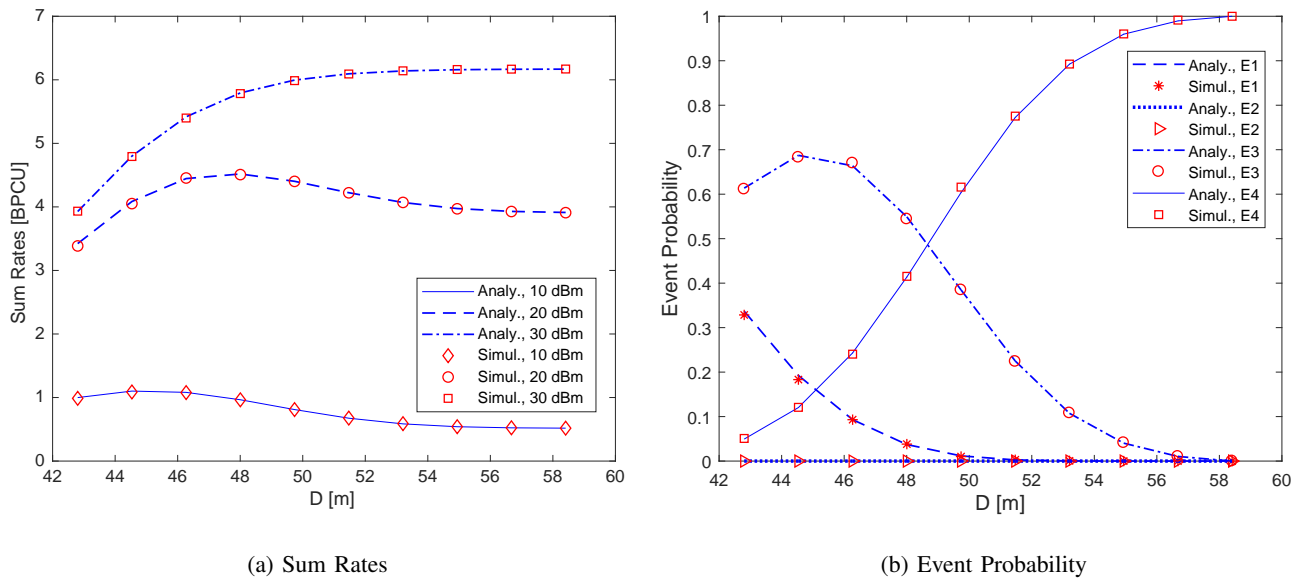 7
6
5
4
3
2
1
0
Sum Rates [BPCU]
42 44 46 48 50 52 54 56 58 60
D [m]
Analy., 10 dBm
Analy., 20 dBm
Analy., 30 dBm
Simul., 10 dBm
Simul., 20 dBm
Simul., 30 dBm
(a) Sum Rates
1
0.9
0.8
0.7
0.6
0.5
0.4
0.3
0.2
0.1
0
Event Probability
42 44 46 48 50 52 54 56 58 60
D [m]
Analy., E1
Simul., E1
Analy., E2
Simul., E2
Analy., E3
Simul., E3
Analy., E4
Simul., E4
(b) Event Probability